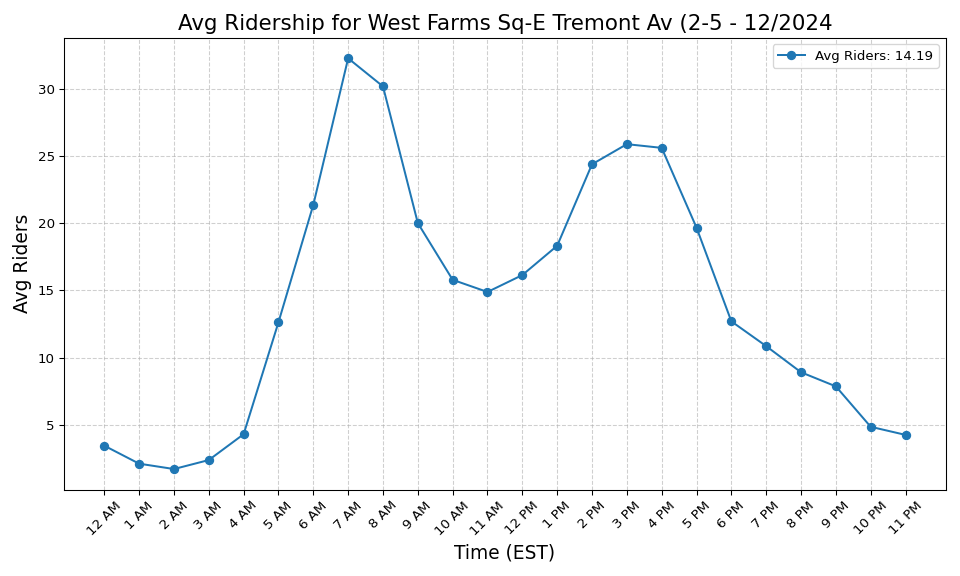 Avg Ridership for West Farms Sq-E Tremont Av (2-5 - 12/2024
Avg Riders: 14.19
Avg Riders
30
25
20
15
10
5
12 AM
1 AM
2 AM
3 AM
4 AM
5 AM
6 AM
7 AM
8 AM
9 AM
10 AM
11 AM
12 PM
1 PM
2 PM
3 PM
4 PM
5 PM
6 PM
7 PM
8 PM
9 PM
10 PM
11 PM
Time (EST)